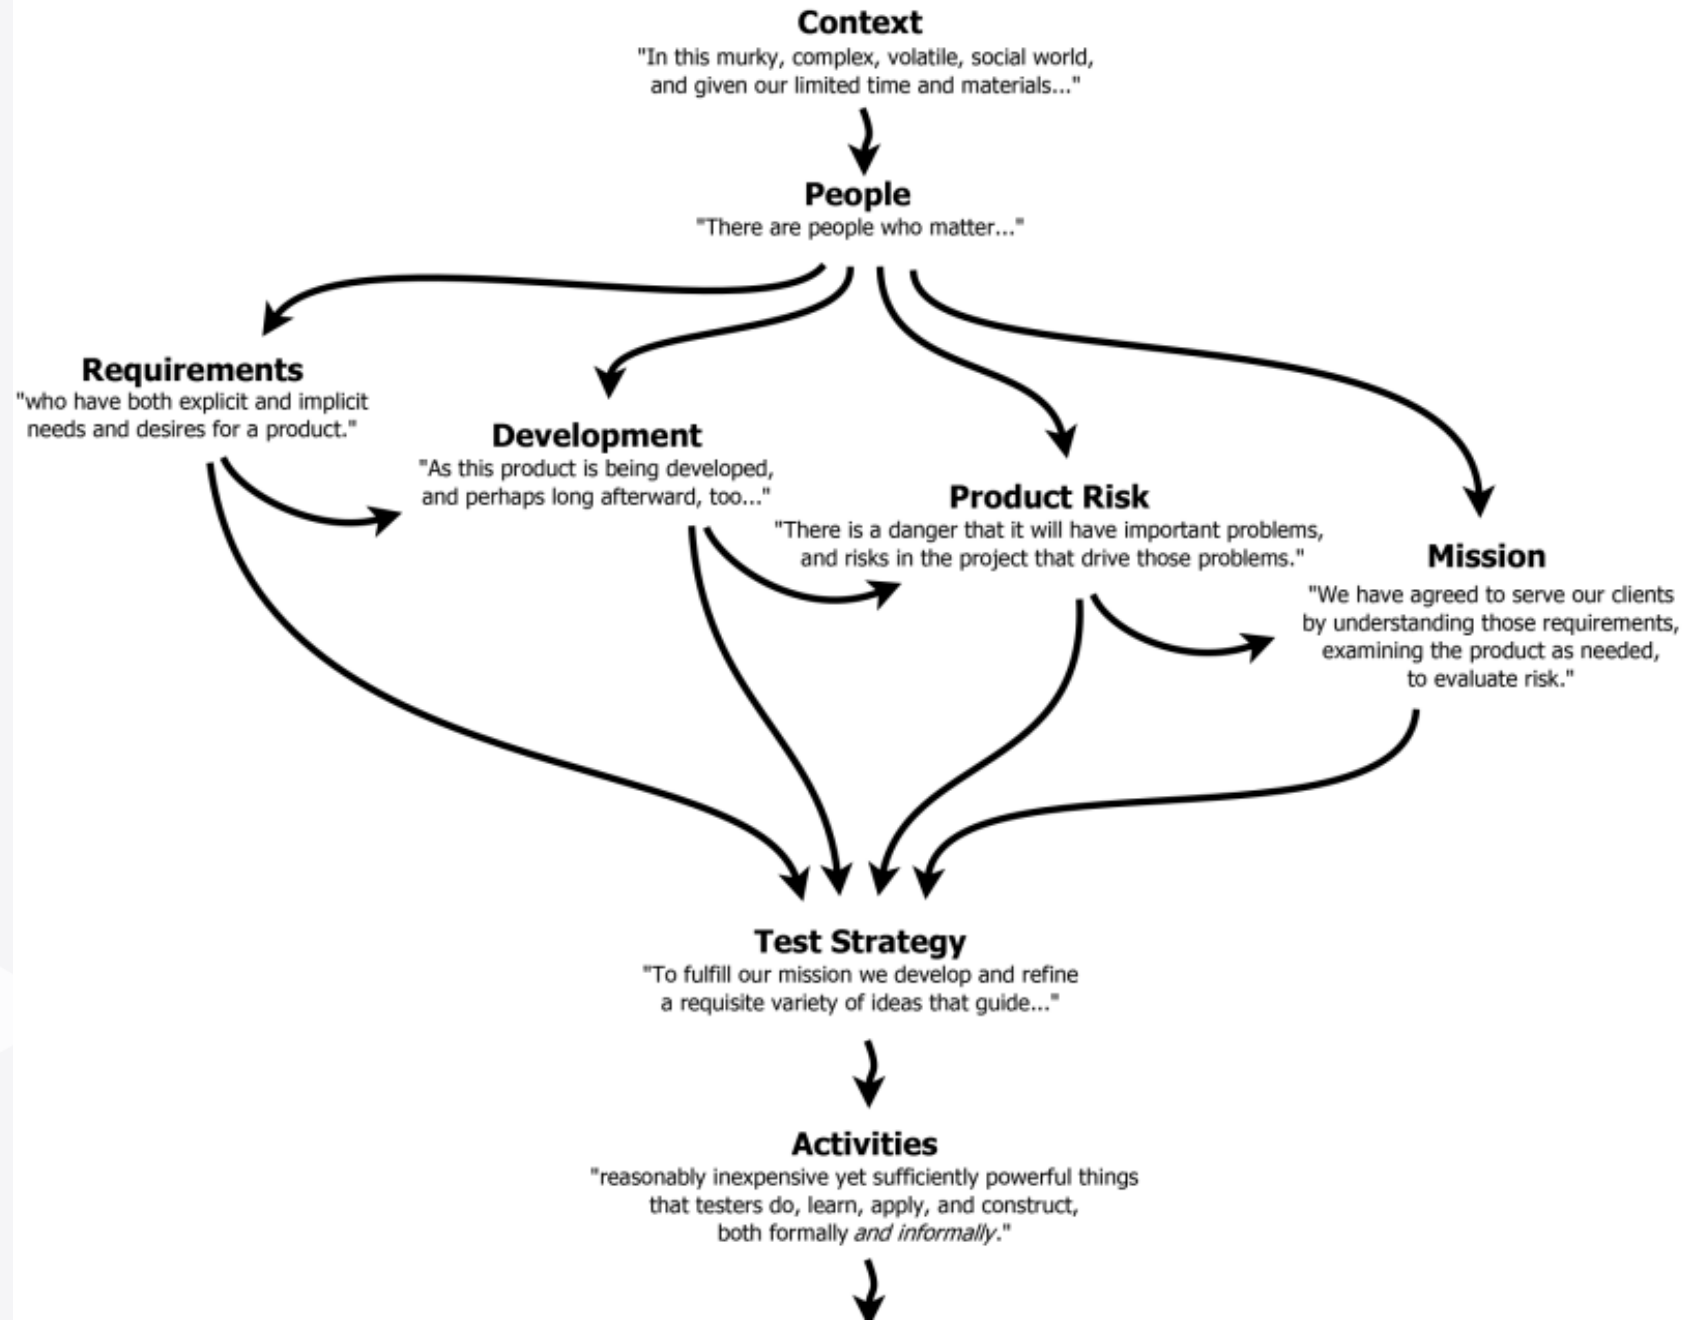 Context
"In this murky, complex, volatile, social world,
and given our limited time and materials..."
People
"There are people who matter..."
Requirements
"who have both explicit and implicit
needs and desires for a product."
Development
"As this product is being developed,
and perhaps long afterward, too..."
Product Risk
"There is a danger that it will have important problems,
and risks in the project that drive those problems."
Mission
"We have agreed to serve our clients
by understanding those requirements,
examining the product as needed,
to evaluate risk."
Test Strategy
"To fulfill our mission we develop and refine
a requisite variety of ideas that guide..."
Activities
"reasonably inexpensive yet sufficiently powerful things
that testers do, learn, apply, and construct,
both formally and informally."